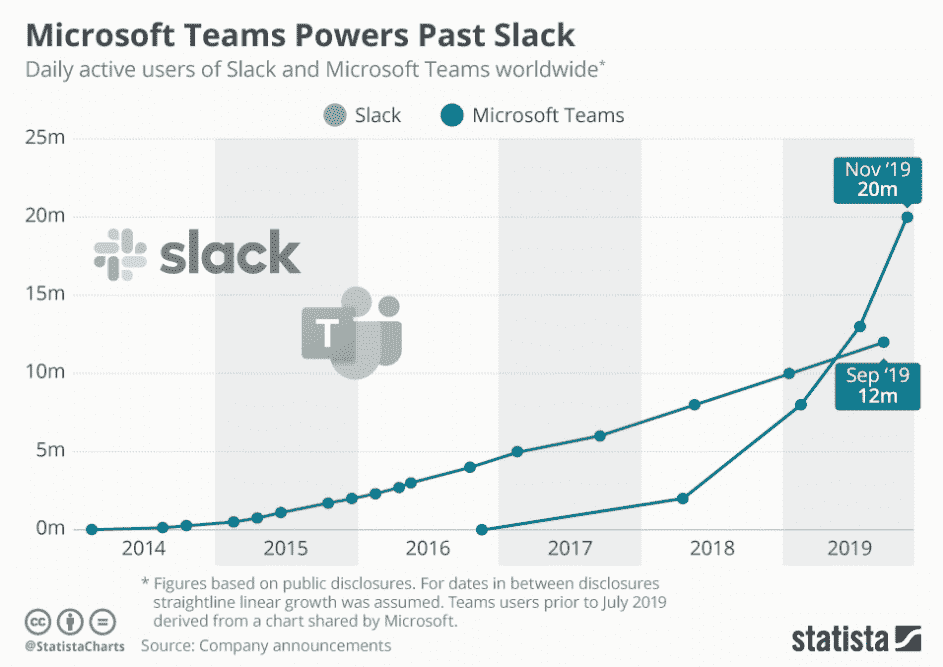 Microsoft Teams Powers Past Slack
Daily active users of Slack and Microsoft Teams worldwide*
Slack
Microsoft Teams
25m
20m
15m
10m
5m
0m
slack
T
Nov ‘19
20m
Sep ‘19
12m
2014
2015
2016
2017
2018
2019
* Figures based on public disclosures. For dates in between disclosures
straightline linear growth was assumed. Teams users prior to July 2019
derived from a chart shared by Microsoft.
cc
@StatistaCharts
Source: Company announcements
statista